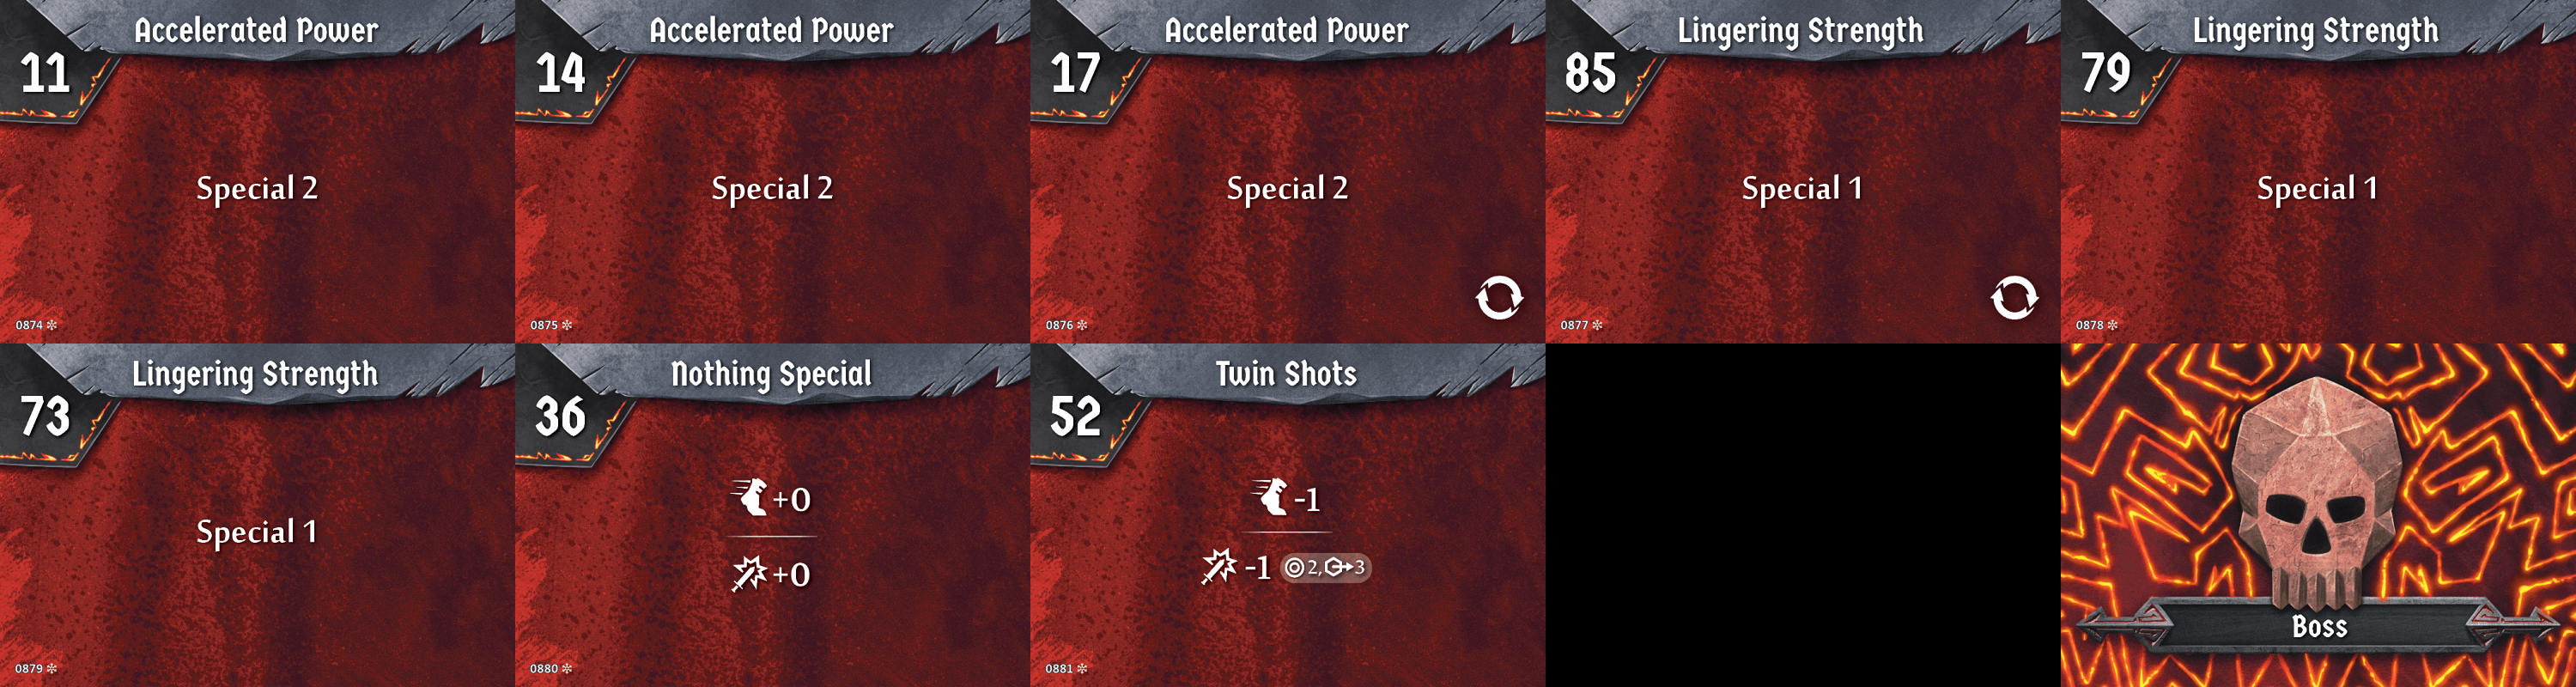 Accelerated Power
11
Special 2
0874
Accelerated Power
14
Special 2
0875
Accelerated Power
17
Special 2
0876
Lingering Strength
85
Special 1
0877
Lingering Strength
79
Special 1
0878
Lingering Strength
73
Special 1
0879
Nothing Special
36
+0
+0
0880
Twin Shots
52
-1
-1 2, 3
0881
Boss